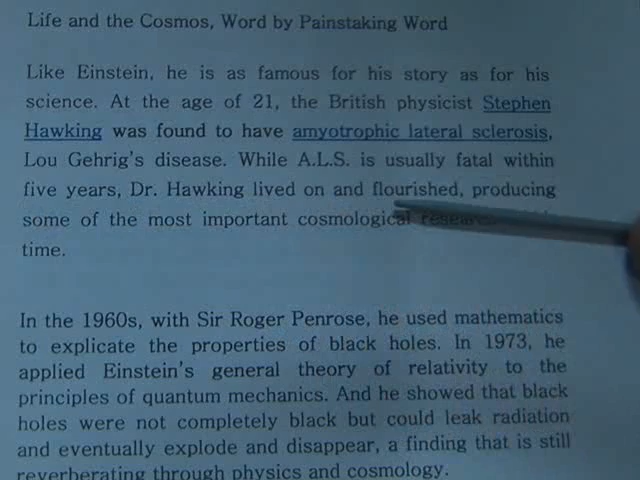 Life and the Cosmos, Word by Painstaking Word
Like Einstein, he is as famous for his story as for his
science. At the age of 21, the British physicist Stephen
Hawking was found to have amyotrophic lateral sclerosis,
Lou Gehrig's disease. While A.L.S. is usually fatal within
five years, Dr. Hawking lived on and flourished, producing
some of the most important cosmological research
time.
In the 1960s, with Sir Roger Penrose, he used mathematics
to explicate the properties of black holes. In 1973, he
applied Einstein's general theory of relativity to the
principles of quantum mechanics. And he showed that black
holes were not completely black but could leak radiation
and eventually explode and disappear, a finding that is still
reverberating through physics and cosmology.